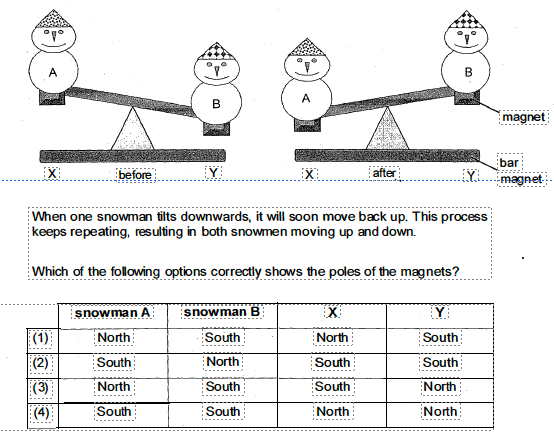 A
B
A
B
magnet
bar
magnet
X before Y
X after Y
When one snowman tilts downwards, it will soon move back up. This process
keeps repeating, resulting in both snowmen moving up and down.
Which of the following options correctly shows the poles of the magnets?
snowman A snowman B X Y
(1) North South North South
(2) South North South South
(3) North South South North
(4) South South North North